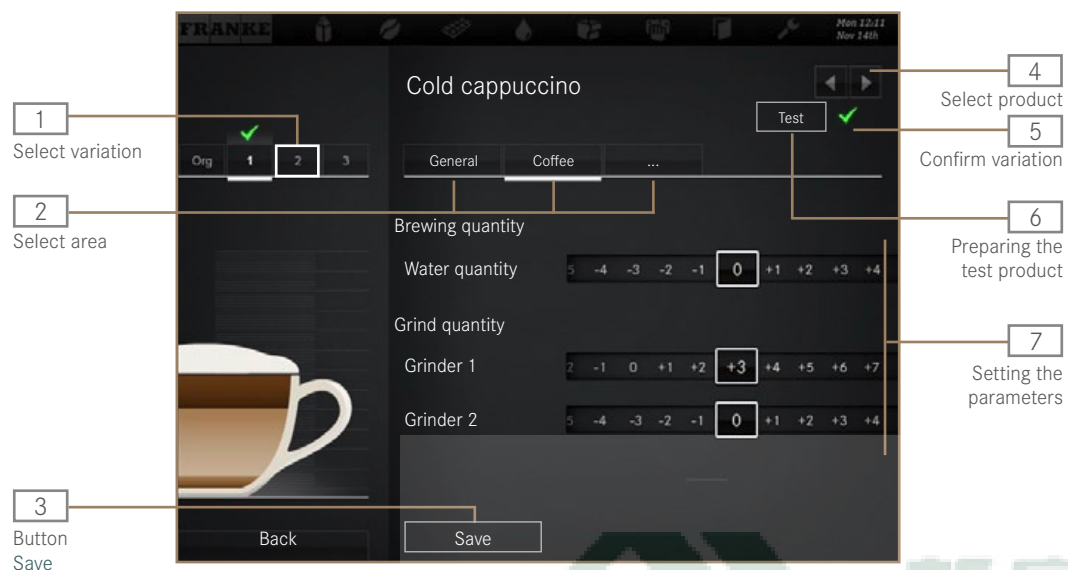 FRANKE
Mon 12:11
Nov 14th
Cold cappuccino
Test
1
Select variation
Org 1 2 3
General Coffee ...
2
Select area
Brewing quantity
Water quantity
5 -4 -3 -2 -1 0 +1 +2 +3 +4
Grind quantity
Grinder 1
2 -1 0 +1 +2 +3 +4 +5 +6 +7
Grinder 2
5 -4 -3 -2 -1 0 +1 +2 +3 +4
3
Button
Save
Back
Save
4
Select product
5
Confirm variation
6
Preparing the
test product
7
Setting the
parameters